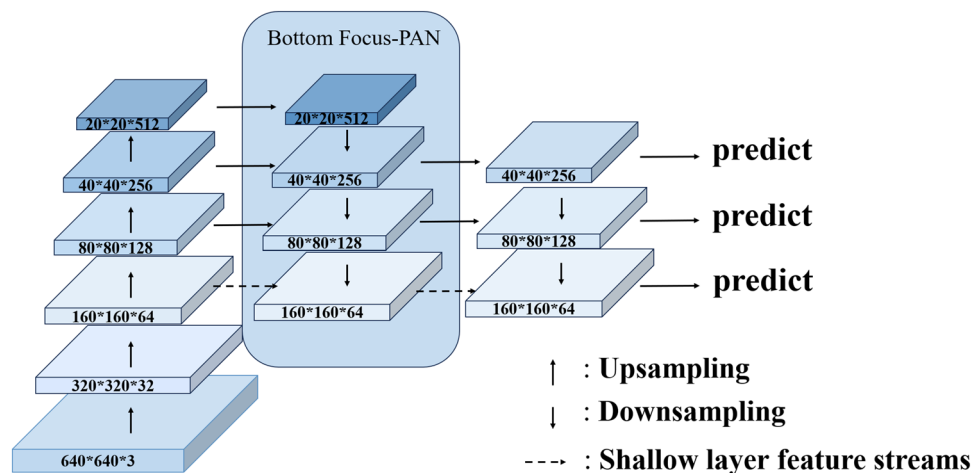 Bottom Focus-PAN
20*20*512
20*20*512
40*40*256
40*40*256
40*40*256
predict
80*80*128
80*80*128
80*80*128
predict
160*160*64
160*160*64
160*160*64
predict
320*320*32
640*640*3
: Upsampling
: Downsampling
: Shallow layer feature streams